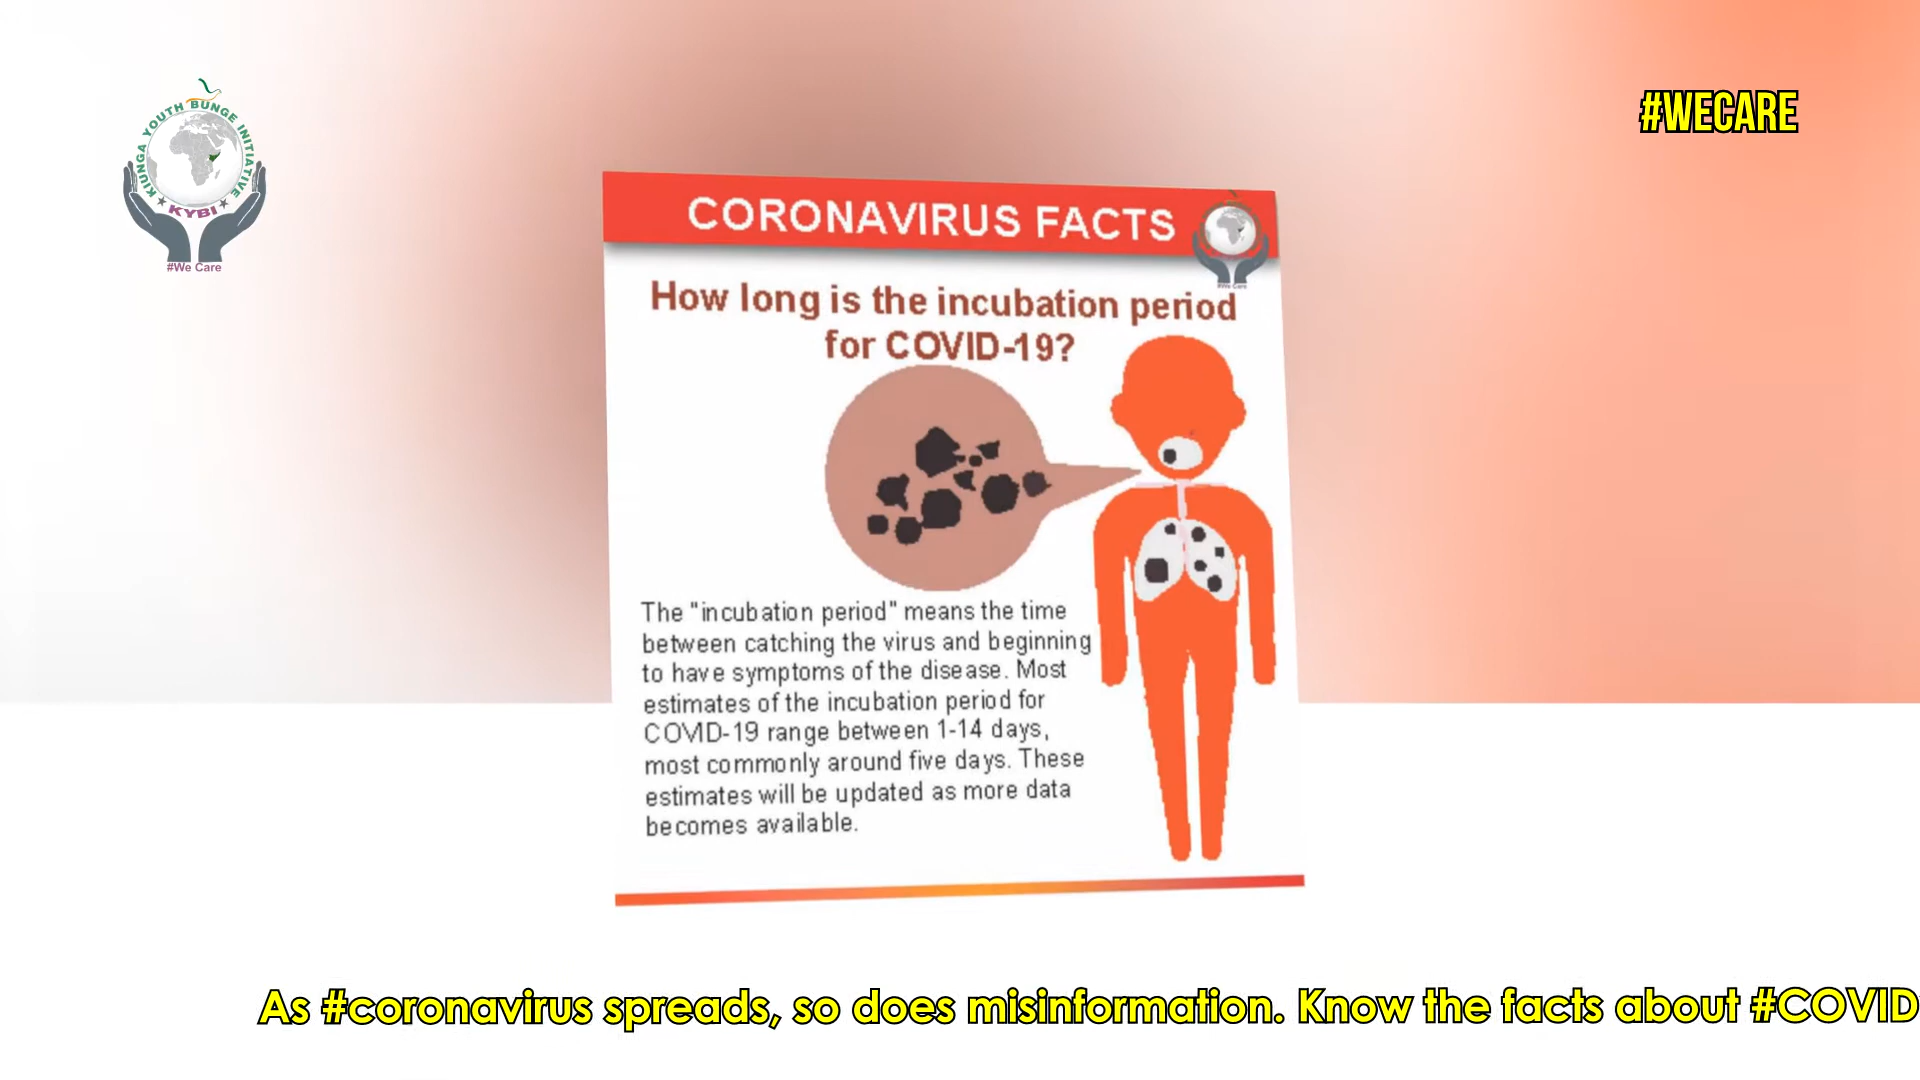 KIUNGA YOUTH BUNGE INITIATIVE
KYBI
#We Care
#WECARE
CORONAVIRUS FACTS
#We Care
How long is the incubation period
for COVID-19?
The "incubation period" means the time
between catching the virus and beginning
to have symptoms of the disease. Most
estimates of the incubation period for
COVID-19 range between 1-14 days,
most commonly around five days. These
estimates will be updated as more data
becomes available.
As #coronavirus spreads, so does misinformation. Know the facts about #COVID